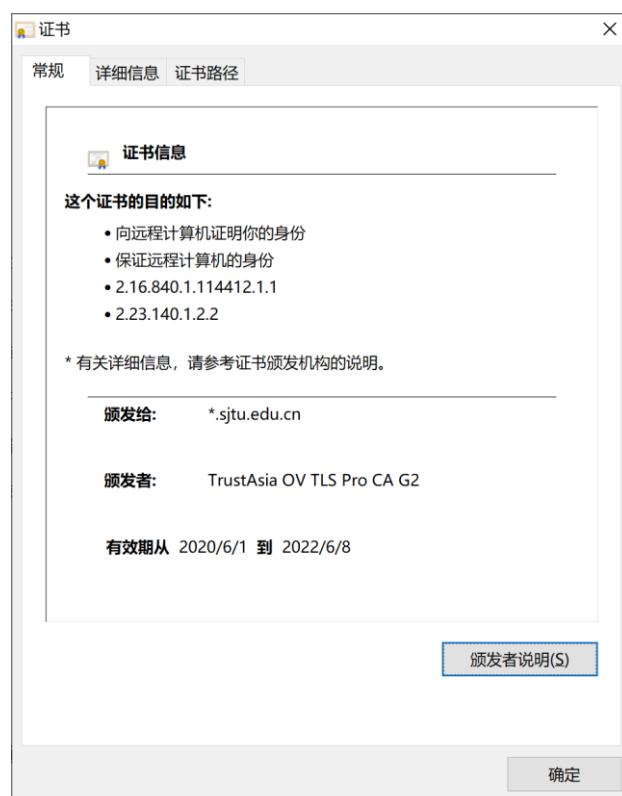 证书
常规 详细信息 证书路径
证书信息
这个证书的目的如下:
• 向远程计算机证明你的身份
• 保证远程计算机的身份
• 2.16.840.1.114412.1.1
• 2.23.140.1.2.2
* 有关详细信息，请参考证书颁发机构的说明。
颁发给: *.sjtu.edu.cn
颁发者: TrustAsia OV TLS Pro CA G2
有效期从 2020/6/1 到 2022/6/8
颁发者说明(S)
确定